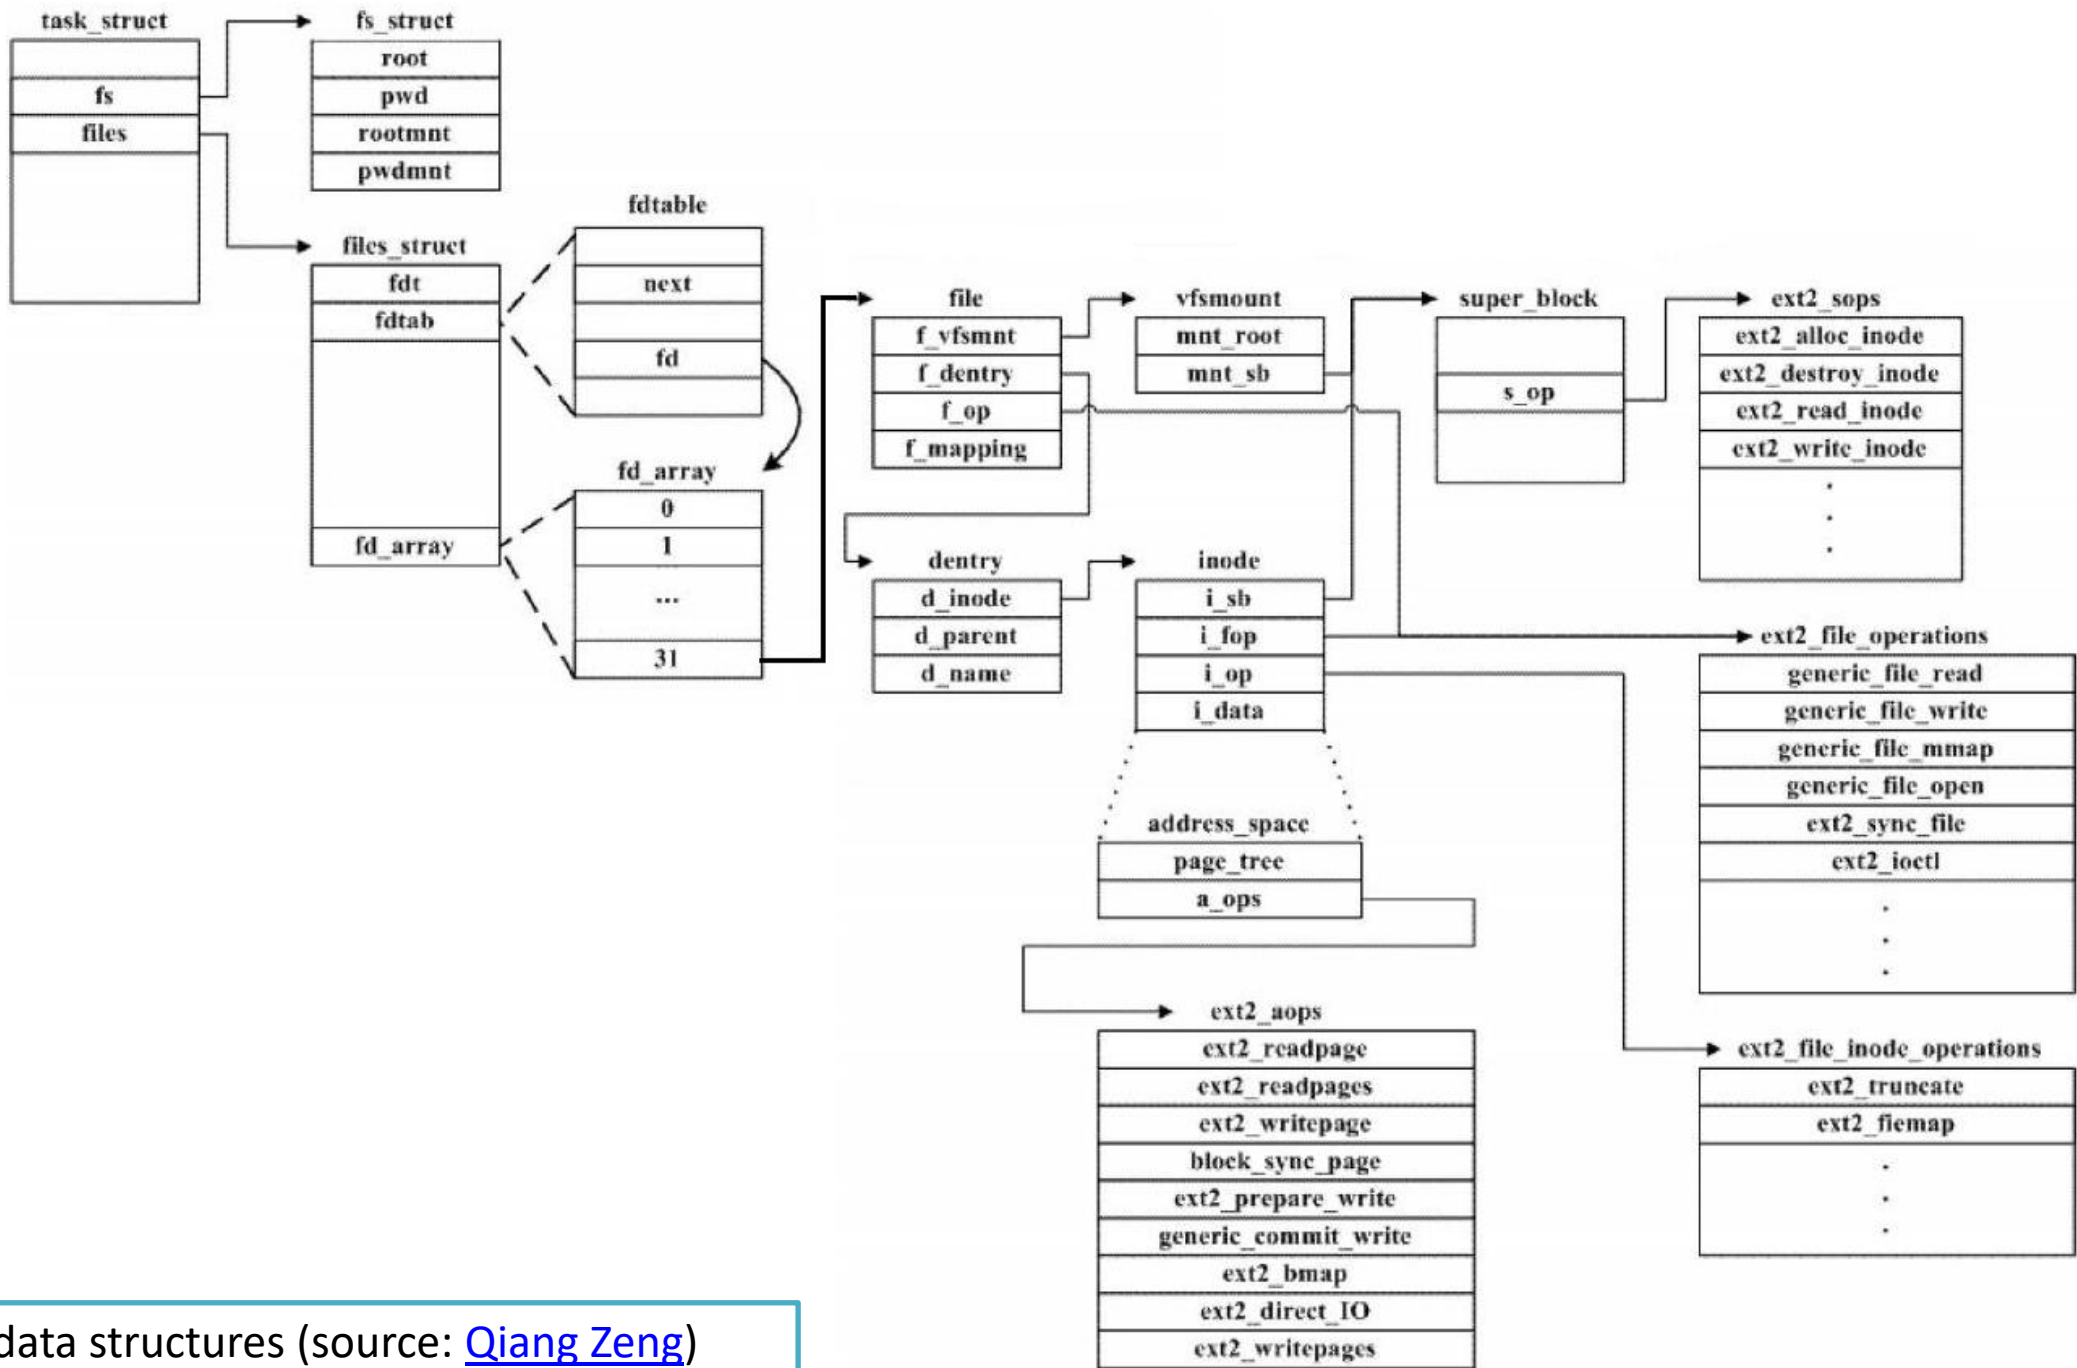 task_struct
fs
files
fs_struct
root
pwd
rootmnt
pwdmnt
files_struct
fdt
fdtab
fd_array
fdtable
next
fd
fd_array
0
1
...
31
file
f_vfsmnt
f_dentry
f_op
f_mapping
vfsmount
mnt_root
mnt_sb
super_block
s_op
ext2_sops
ext2_alloc_inode
ext2_destroy_inode
ext2_read_inode
ext2_write_inode
.
.
.
dentry
d_inode
d_parent
d_name
inode
i_sb
i_fop
i_op
i_data
ext2_file_operations
generic_file_read
generic_file_write
generic_file_mmap
generic_file_open
ext2_sync_file
ext2_ioctl
.
.
.
address_space
page_tree
a_ops
ext2_aops
ext2_readpage
ext2_readpages
ext2_writepage
block_sync_page
ext2_prepare_write
generic_commit_write
ext2_bmap
ext2_direct_IO
ext2_writepages
ext2_file_inode_operations
ext2_truncate
ext2_fiemap
.
.
.
data structures (source: Qiang Zeng)